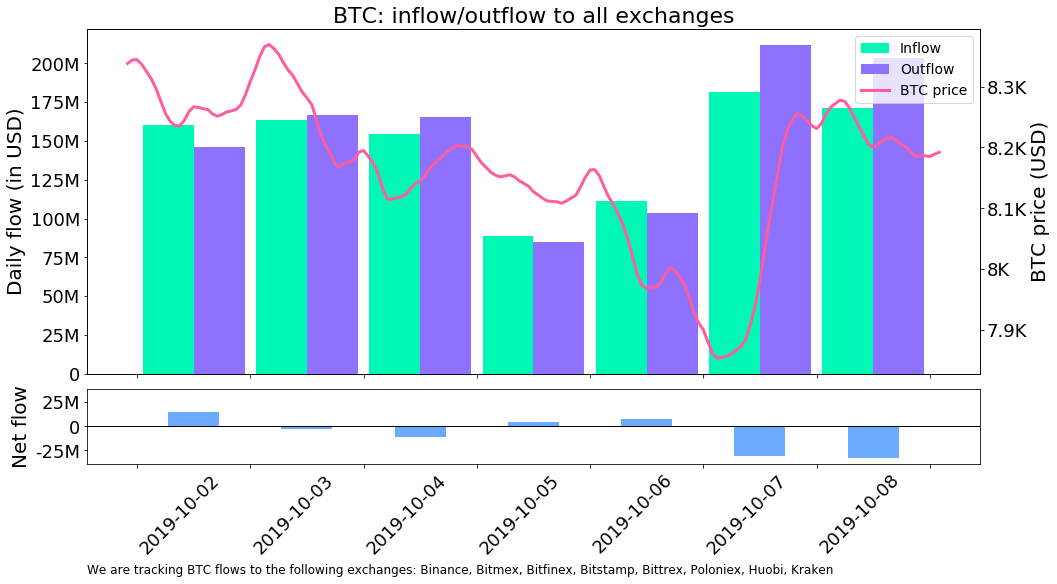 BTC: inflow/outflow to all exchanges
Daily flow (in USD)
200M
175M
150M
125M
100M
75M
50M
25M
0
Inflow
Outflow
BTC price
8.3K
8.2K
8.1K
8K
7.9K
BTC price (USD)
Net flow
25M
0
-25M
2019-10-02
2019-10-03
2019-10-04
2019-10-05
2019-10-06
2019-10-07
2019-10-08
We are tracking BTC flows to the following exchanges: Binance, Bitmex, Bitfinex, Bitstamp, Bittrex, Poloniex, Huobi, Kraken